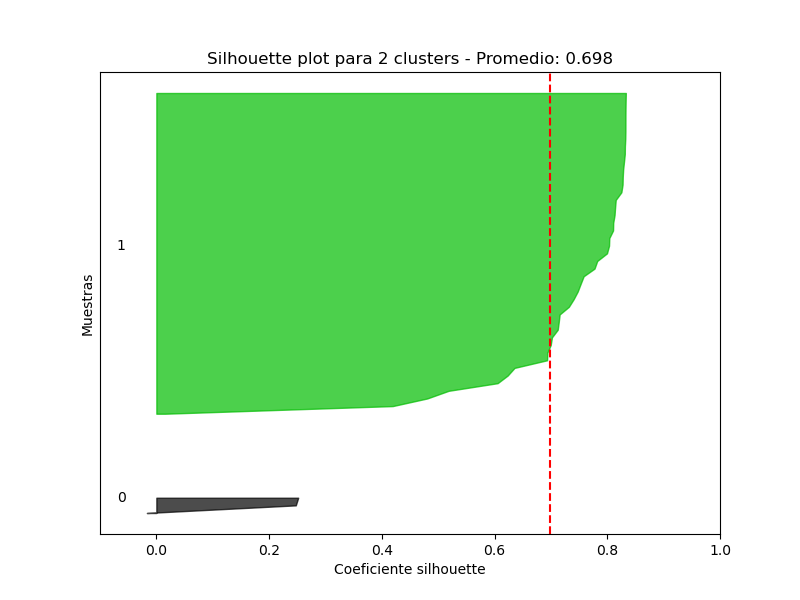 Silhouette plot para 2 clusters - Promedio: 0.698
Muestras
1
0
0.0 0.2 0.4 0.6 0.8 1.0
Coeficiente silhouette